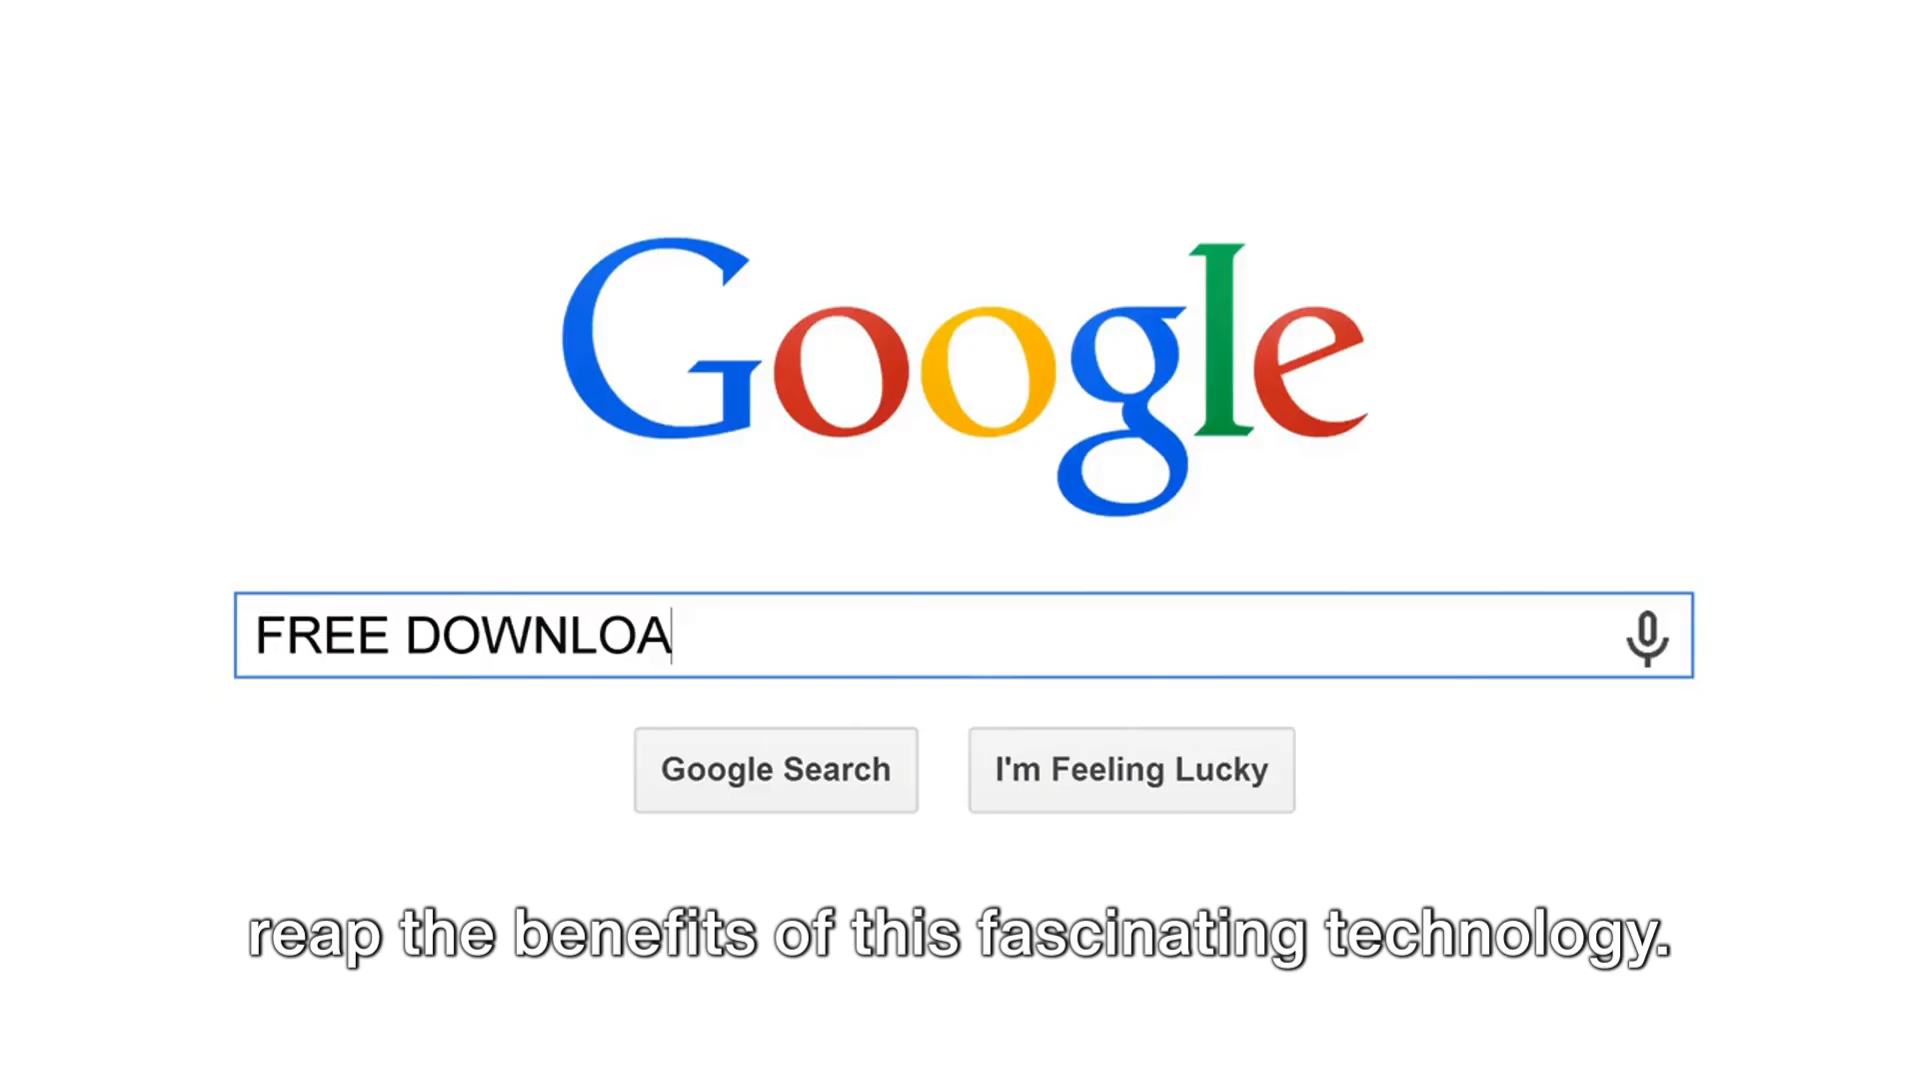 Google
FREE DOWNLOA
Google Search
I'm Feeling Lucky
reap the benefits of this fascinating technology.